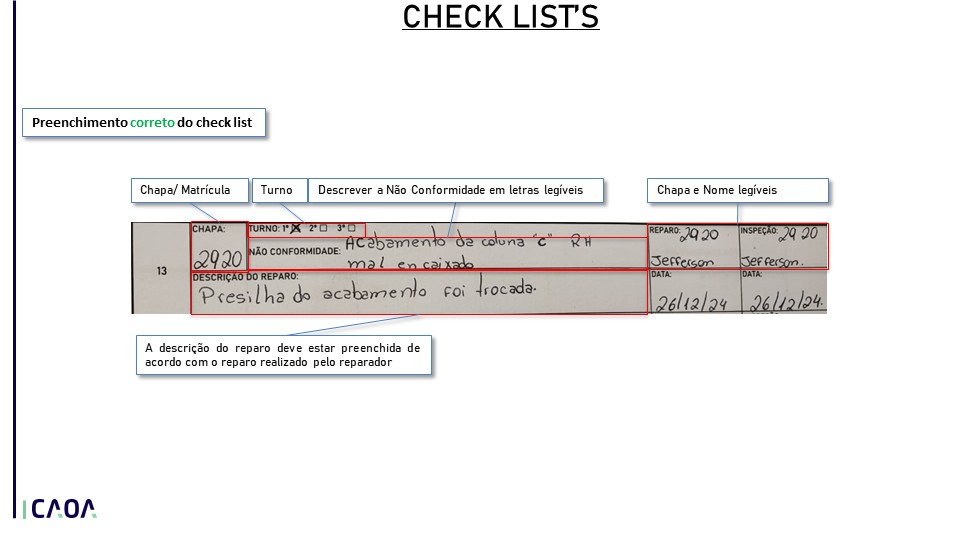 CHECK LIST'S
Preenchimento correto do check list
Chapa/ Matrícula
Turno
Descrever a Não Conformidade em letras legíveis
Chapa e Nome legíveis
CHAPA:
2920
TURNO: 1º X 2º 3º
NÃO CONFORMIDADE: Acabamento da coluna "C" RH
mal encaixado
REPARO: 2920
Jefferson
INSPEÇÃO: 2920
Jefferson.
13
DESCRIÇÃO DO REPARO:
Presilha do acabamento foi trocada.
DATA:
26/12/24
DATA:
26/12/24.
A descrição do reparo deve estar preenchida de
acordo com o reparo realizado pelo reparador
CAOA